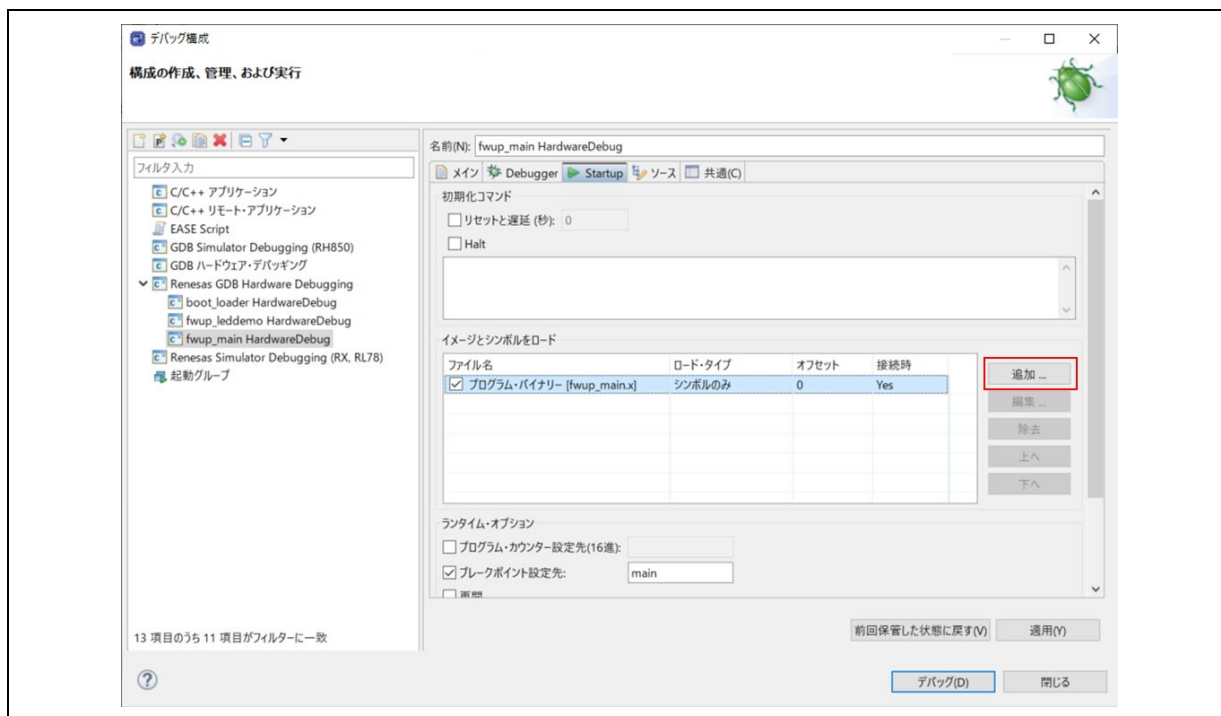 デバッグ構成
構成の作成、管理、および実行
フィルタ入力
C/C++ アプリケーション
C/C++ リモート・アプリケーション
EASE Script
GDB Simulator Debugging (RH850)
GDB ハードウェア・デバッギング
Renesas GDB Hardware Debugging
boot_loader HardwareDebug
fwup_leddemo HardwareDebug
fwup_main HardwareDebug
Renesas Simulator Debugging (RX, RL78)
起動グループ
13 項目のうち 11 項目がフィルターに一致
名前(N): fwup_main HardwareDebug
メイン Debugger Startup ソース 共通(C)
初期化コマンド
リセットと遅延 (秒): 0
Halt
イメージとシンボルをロード
ファイル名 ロード・タイプ オフセット 接続時
プログラム・バイナリー [fwup_main.x] シンボルのみ 0 Yes
追加 ...
編集 ...
除去
上へ
下へ
ランタイム・オプション
プログラム・カウンター設定先(16進):
ブレークポイント設定先: main
再開
前回保管した状態に戻す(V) 適用(Y)
デバッグ(D) 閉じる